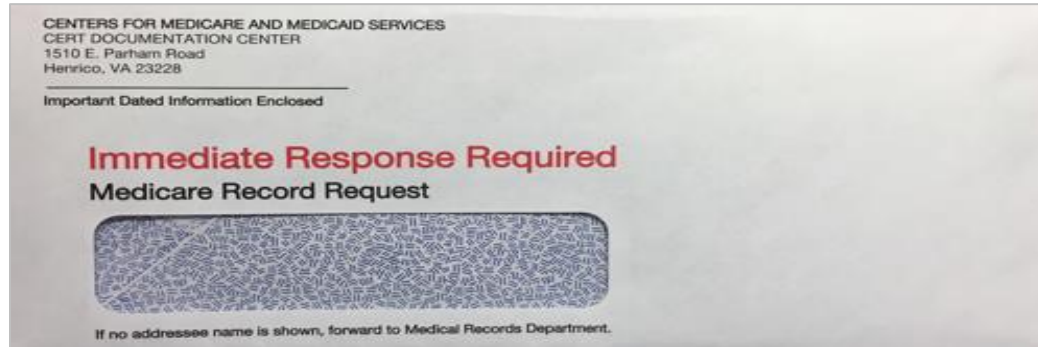 CENTERS FOR MEDICARE AND MEDICAID SERVICES
CERT DOCUMENTATION CENTER
1510 E. Parham Road
Henrico, VA 23228
Important Dated Information Enclosed
Immediate Response Required
Medicare Record Request
If no addressee name is shown, forward to Medical Records Department.